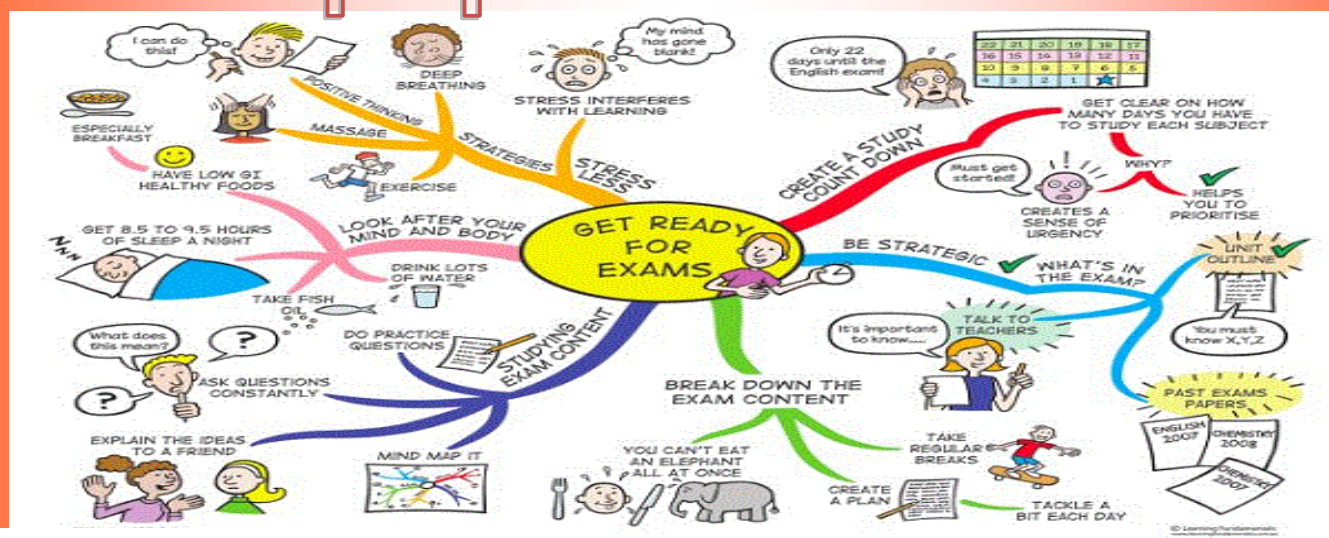 I can do
this!
DEEP
BREATHING
POSITIVE THINKING
MASSAGE
EXERCISE
STRATEGIES
My mind
has gone
blank!
STRESS INTERFERES
WITH LEARNING
STRESS
LESS
Only 22
days until the
English exam!
22 21 20 19 18 17
16 15 14 13 12 11
10 9 8 7 6 5
4 3 2 1
CREATE A STUDY
COUNT DOWN
GET CLEAR ON HOW
MANY DAYS YOU HAVE
TO STUDY EACH SUBJECT
WHY?
Must get
started!
CREATES A
SENSE OF
URGENCY
HELPS
YOU TO
PRIORITISE
ESPECIALLY
BREAKFAST
HAVE LOW GI
HEALTHY FOODS
LOOK AFTER YOUR
MIND AND BODY
GET 8.5 TO 9.5 HOURS
OF SLEEP A NIGHT
ZZZZ
DRINK LOTS
OF WATER
TAKE FISH
OIL
GET READY
FOR
EXAMS
BE STRATEGIC
WHAT'S IN
THE EXAM?
UNIT
OUTLINE
You must
know X,Y,Z
TALK TO
TEACHERS
It's important
to know....
PAST EXAMS
PAPERS
ENGLISH
2007
CHEMISTRY
2008
CHEMISTRY
2007
STUDYING
EXAM CONTENT
DO PRACTICE
QUESTIONS
What does
this mean?
?
?
ASK QUESTIONS
CONSTANTLY
EXPLAIN THE IDEAS
TO A FRIEND
MIND MAP IT
BREAK DOWN THE
EXAM CONTENT
YOU CAN'T EAT
AN ELEPHANT
ALL AT ONCE
TAKE
REGULAR
BREAKS
CREATE
A PLAN
TACKLE A
BIT EACH DAY
© Learning Fundamentals